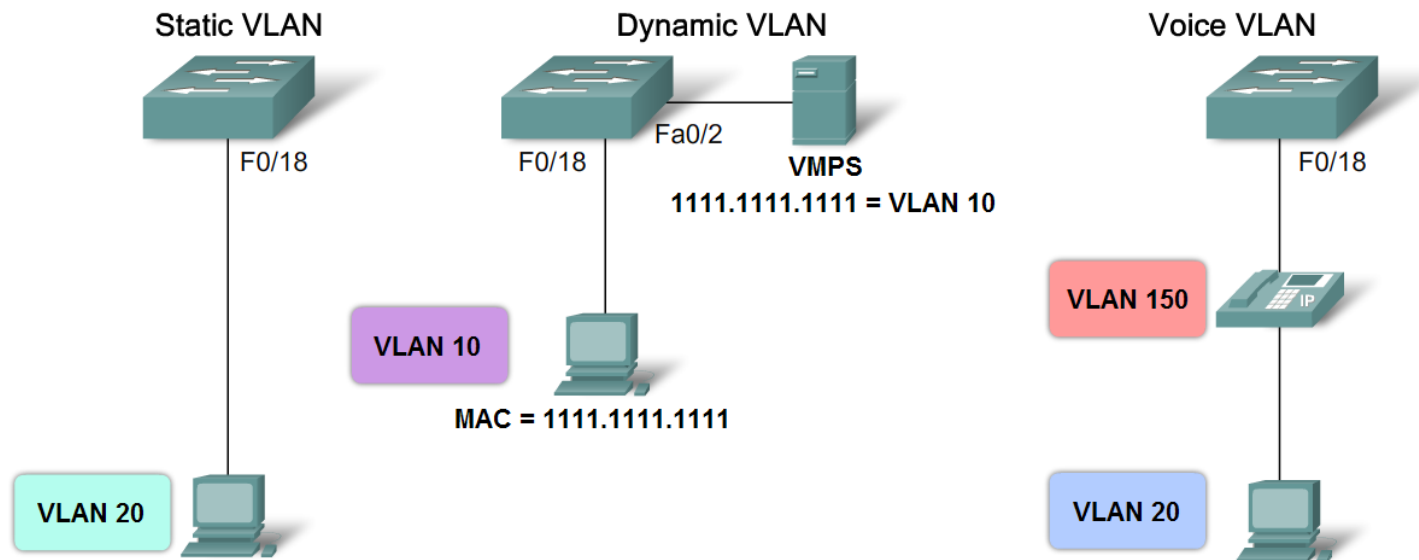 Static VLAN
F0/18
VLAN 20
Dynamic VLAN
Fa0/2
F0/18
VMPS
1111.1111.1111 = VLAN 10
VLAN 10
MAC = 1111.1111.1111
Voice VLAN
F0/18
VLAN 150
IP
VLAN 20